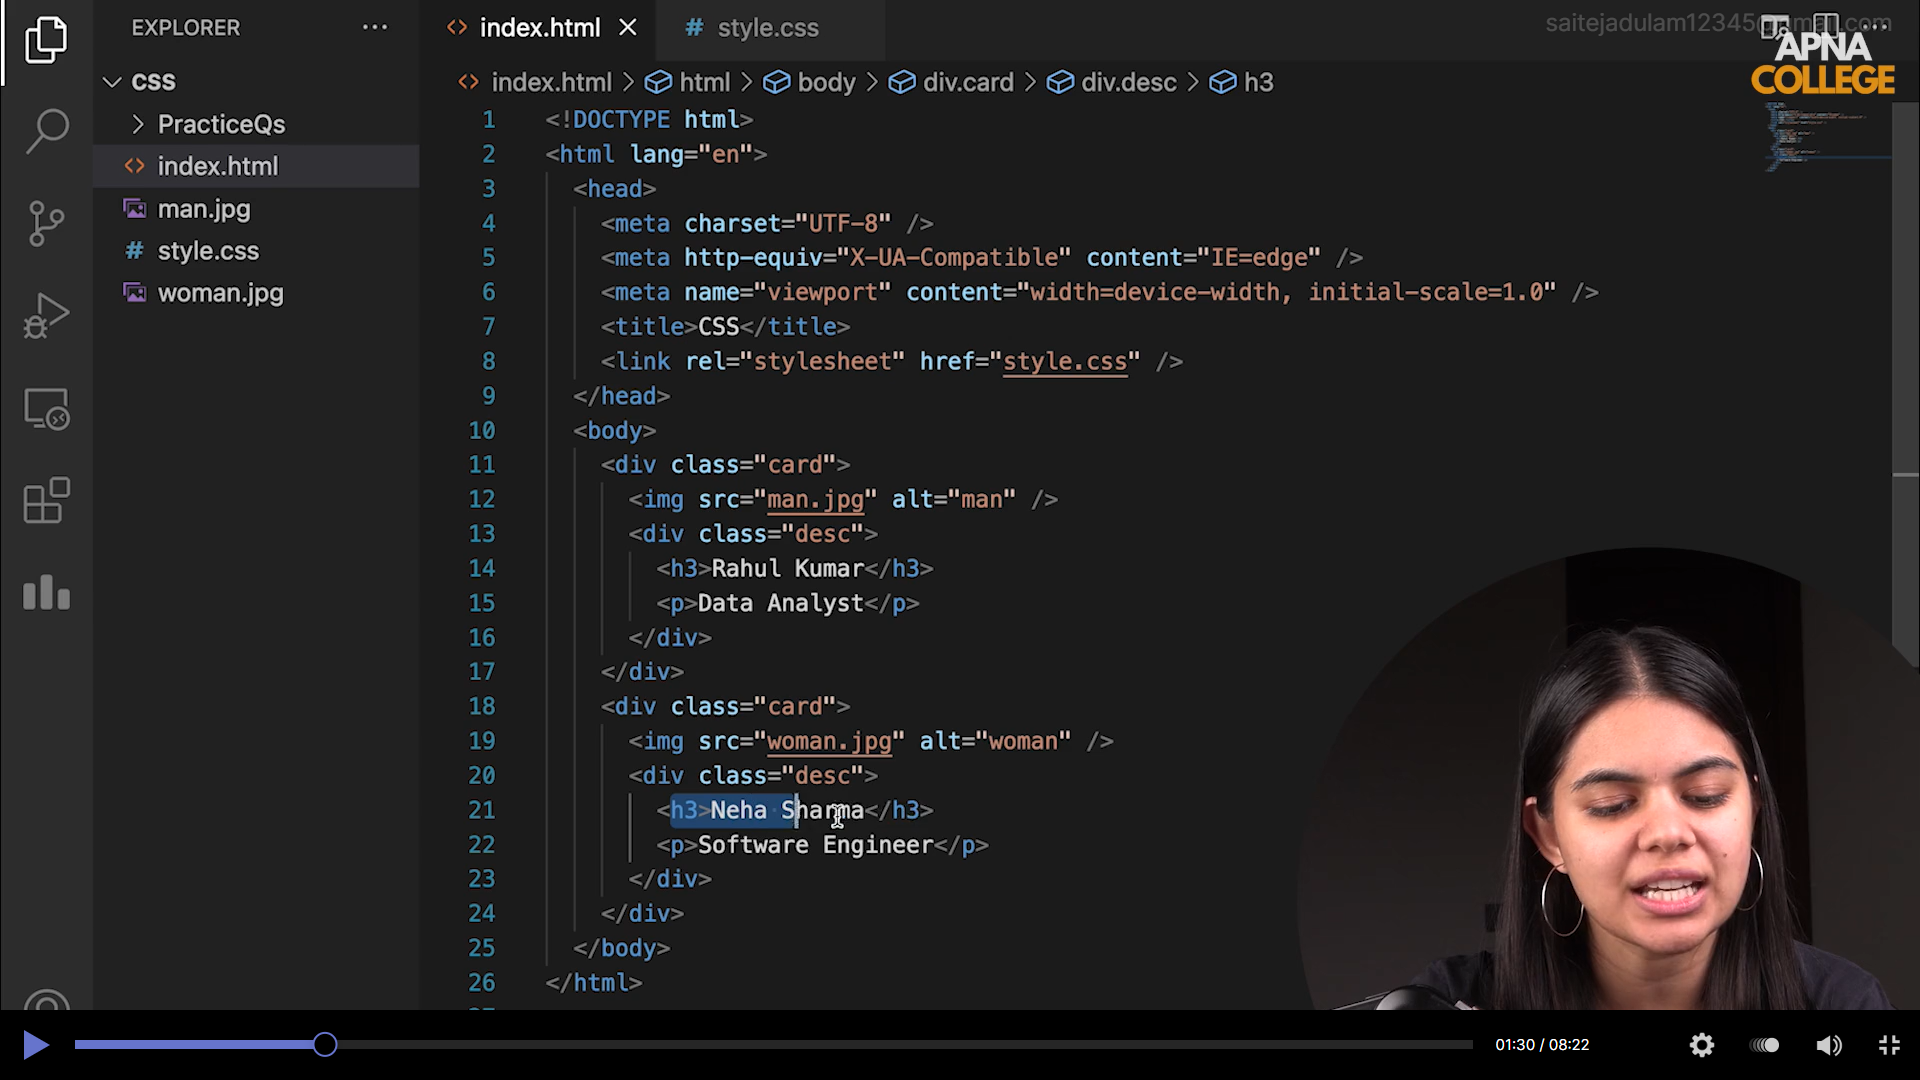 EXPLORER
index.html
# style.css
saitejadulam12345@gmail.com
APNA
COLLEGE
CSS
PracticeQs
index.html
man.jpg
# style.css
woman.jpg
index.html > html > body > div.card > div.desc > h3
1 <!DOCTYPE html>
2 <html lang="en">
3 <head>
4 <meta charset="UTF-8" />
5 <meta http-equiv="X-UA-Compatible" content="IE=edge" />
6 <meta name="viewport" content="width=device-width, initial-scale=1.0" />
7 <title>CSS</title>
8 <link rel="stylesheet" href="style.css" />
9 </head>
10 <body>
11 <div class="card">
12 <img src="man.jpg" alt="man" />
13 <div class="desc">
14 <h3>Rahul Kumar</h3>
15 <p>Data Analyst</p>
16 </div>
17 </div>
18 <div class="card">
19 <img src="woman.jpg" alt="woman" />
20 <div class="desc">
21 <h3>Neha Sharma</h3>
22 <p>Software Engineer</p>
23 </div>
24 </div>
25 </body>
26 </html>
01:30 / 08:22